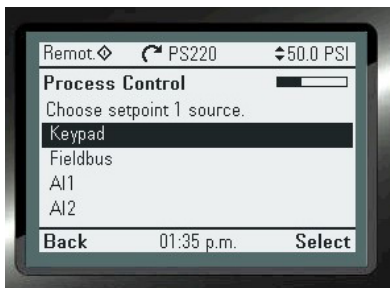 Remot. PS220 50.0 PSI
Process Control
Choose setpoint 1 source.
Keypad
Fieldbus
AI1
AI2
Back 01:35 p.m. Select